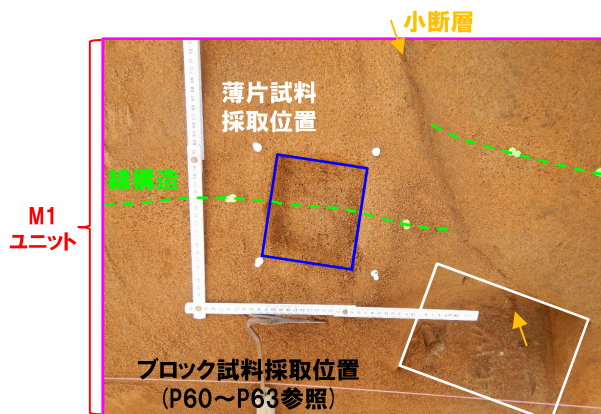 小断層
薄片試料
採取位置
線構造
M1
ユニット
ブロック試料採取位置
(P60～P63参照)